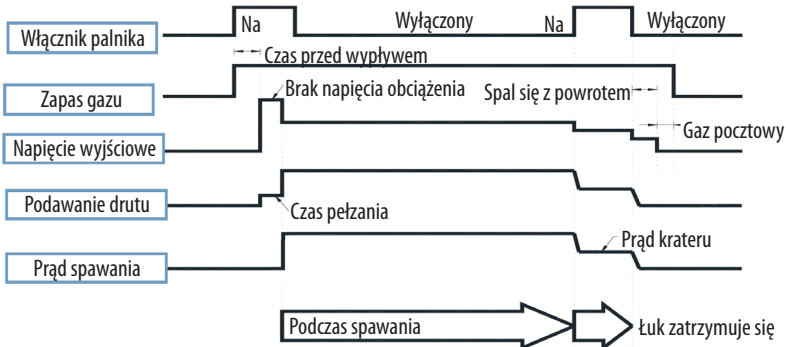 Włącznik palnika
Na
Wyłączony
Na
Wyłączony
Czas przed wypływem
Zapas gazu
Brak napięcia obciążenia
Spal się z powrotem
Napięcie wyjściowe
Gaz pocztowy
Podawanie drutu
Czas pełzania
Prąd spawania
Prąd krateru
Podczas spawania
Łuk zatrzymuje się